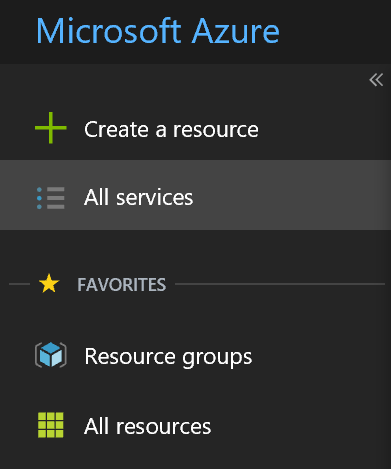 Microsoft Azure
Create a resource
All services
FAVORITES
Resource groups
All resources